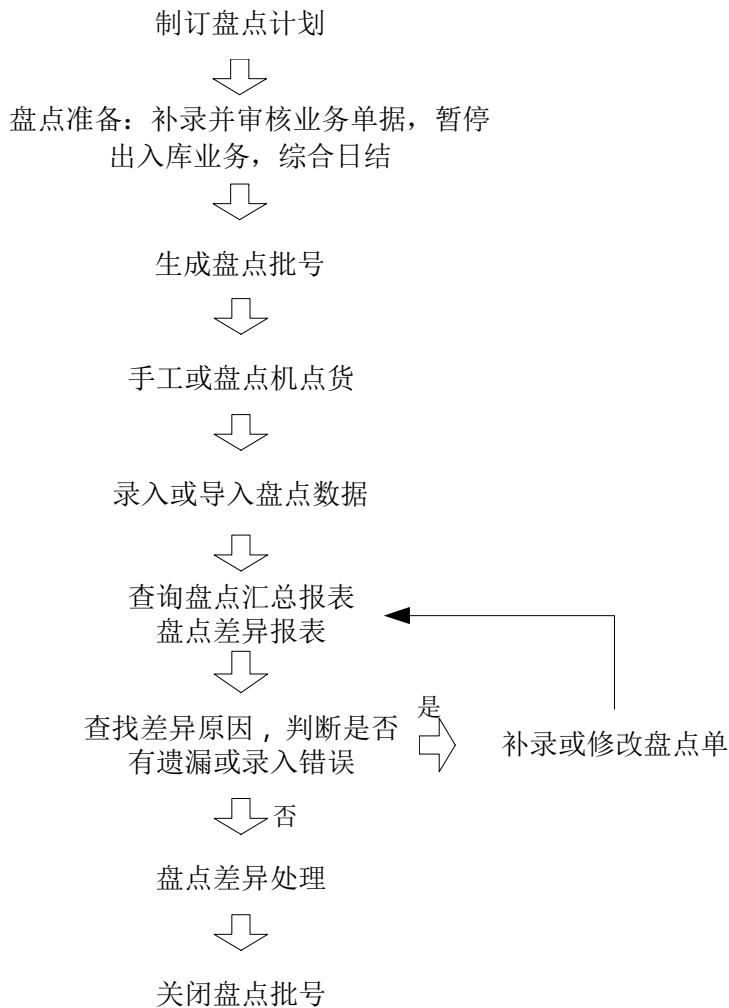 制订盘点计划
盘点准备：补录并审核业务单据，暂停
出入库业务，综合日结
生成盘点批号
手工或盘点机点货
录入或导入盘点数据
查询盘点汇总报表
盘点差异报表
查找差异原因，判断是否
有遗漏或录入错误
是
补录或修改盘点单
否
盘点差异处理
关闭盘点批号